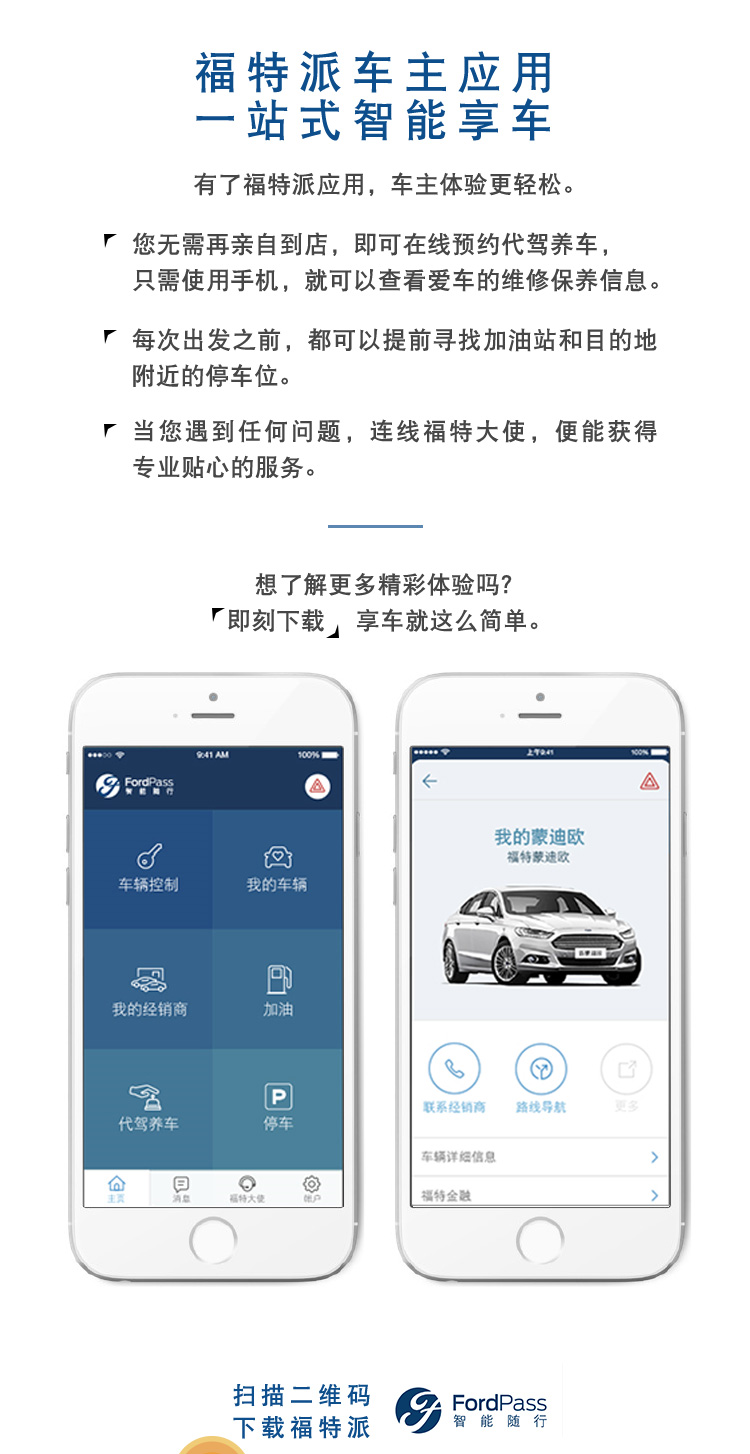 福特派车主应用
一站式智能享车
有了福特派应用，车主体验更轻松。
您无需再亲自到店，即可在线预约代驾养车，
只需使用手机，就可以查看爱车的维修保养信息。
每次出发之前，都可以提前寻找加油站和目的地
附近的停车位。
当您遇到任何问题，连线福特大使，便能获得
专业贴心的服务。
想了解更多精彩体验吗？
「即刻下载」享车就这么简单。
9:41 AM 100%
FordPass
智能随行
车辆控制 我的车辆
我的经销商 加油
代驾养车 P 停车
主页 消息 福特大使 帐户
上午9:41 100%
我的蒙迪欧
福特蒙迪欧
联系经销商 路线导航 更多
车辆详细信息
福特金融
扫描二维码
下载福特派
FordPass
智能随行